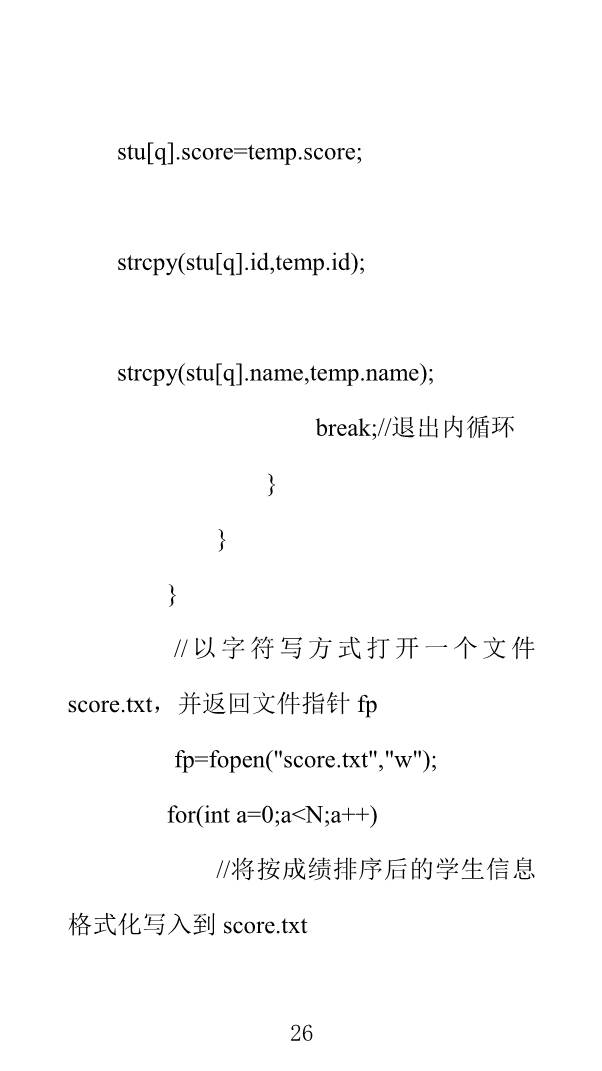 stu[q].score=temp.score;
strcpy(stu[q].id,temp.id);
strcpy(stu[q].name,temp.name);
break;//退出内循环
}
}
}
//以字符写方式打开一个文件
score.txt，并返回文件指针 fp
fp=fopen("score.txt","w");
for(int a=0;a<N;a++)
//将按成绩排序后的学生信息
格式化写入到 score.txt
26